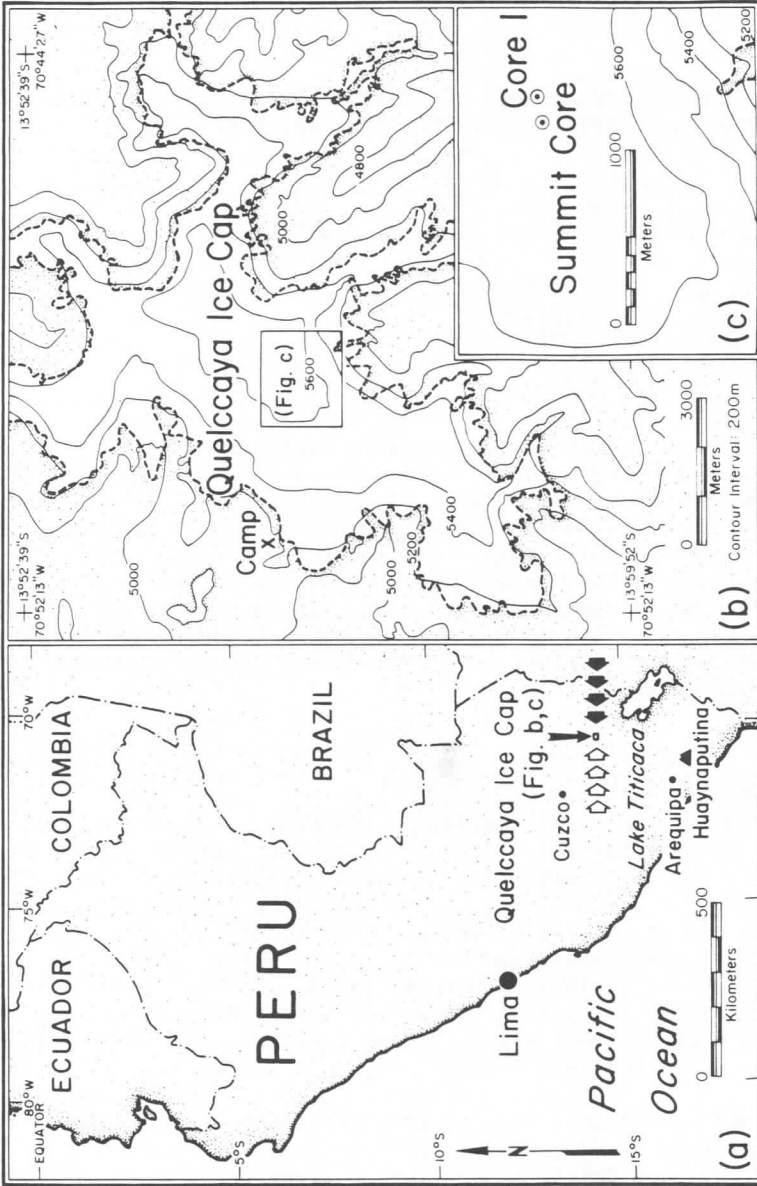 EQUATOR
80°W
75°W
70°W
ECUADOR
COLOMBIA
PERU
BRAZIL
5°S
10°S
15°S
Lima
Quelccaya Ice Cap
(Fig. b,c)
Cuzco
Lake Titicaca
Arequipa
Huaynaputina
Pacific
Ocean
N
0
500
Kilometers
(a)
13°52'39"S
70°52'13"W
13°52'39"S
70°44'27"W
Quelccaya Ice Cap
Camp
X
5000
5200
5000
5400
(Fig. c)
5600
5000
4800
13°59'52"S
70°52'13"W
0
3000
Meters
Contour Interval: 200m
(b)
Core I
Summit Core
0
1000
Meters
5600
5400
5200
(c)